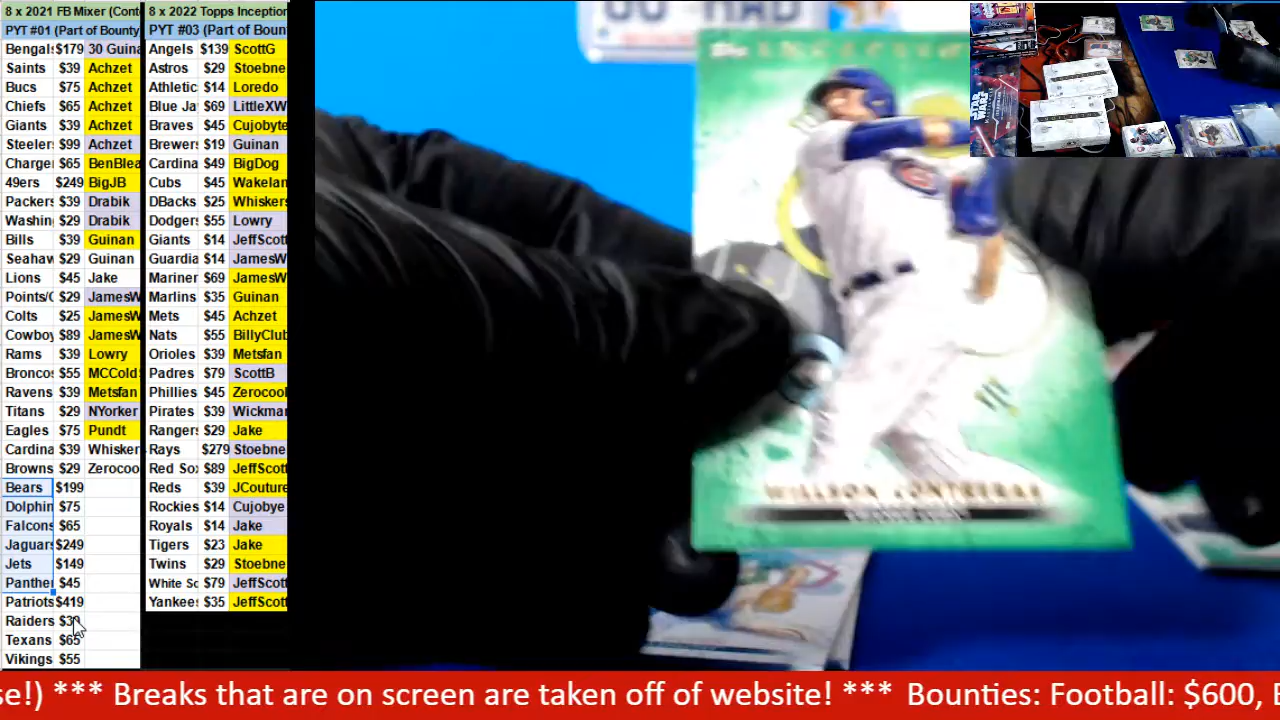 8 x 2021 FB Mixer (Cont
PYT #01 (Part of Bounty
Bengals $179 30 Guina
Saints $39 Achzet
Bucs $75 Achzet
Chiefs $65 Achzet
Giants $39 Achzet
Steelers $99 Achzet
Charge $65 BenBlea
49ers $249 BigJB
Packers $39 Drabik
Washin $29 Drabik
Bills $39 Guinan
Seahaw $29 Guinan
Lions $45 Jake
Points/C $29 JamesW
Colts $25 JamesW
Cowboy $89 JamesW
Rams $39 Lowry
Broncos $55 MCCold
Ravens $39 Metsfan
Titans $29 NYorker
Eagles $75 Pundt
Cardina $39 Whisker
Browns $29 Zerocoo
Bears $199
Dolphin $75
Falcons $65
Jaguars $249
Jets $149
Panthe $45
Patriots $419
Raiders $39
Texans $65
Vikings $55
8 x 2022 Topps Inception
PYT #03 (Part of Boun
Angels $139 ScottG
Astros $29 Stoebne
Athletic $14 Loredo
Blue Ja $69 LittleXW
Braves $45 Cujobyte
Brewers $19 Guinan
Cardina $49 BigDog
Cubs $45 Wakelan
DBacks $25 Whiskers
Dodgers $55 Lowry
Giants $14 JeffScott
Guardia $14 JamesW
Mariner $69 JamesW
Marlins $35 Guinan
Mets $45 Achzet
Nats $55 BillyClub
Orioles $39 Metsfan
Padres $79 ScottB
Phillies $45 Zerocool
Pirates $39 Wickmar
Rangers $29 Jake
Rays $279 Stoebne
Red Sox $89 JeffScott
Reds $39 JCouture
Rockies $14 Cujobye
Royals $14 Jake
Tigers $23 Jake
Twins $29 Stoebne
White So $79 JeffScott
Yankees $35 JeffScott
INCEPTION
WILLSON CONTRERAS
STAR WARS
se!) *** Breaks that are on screen are taken off of website! *** Bounties: Football: $600, B